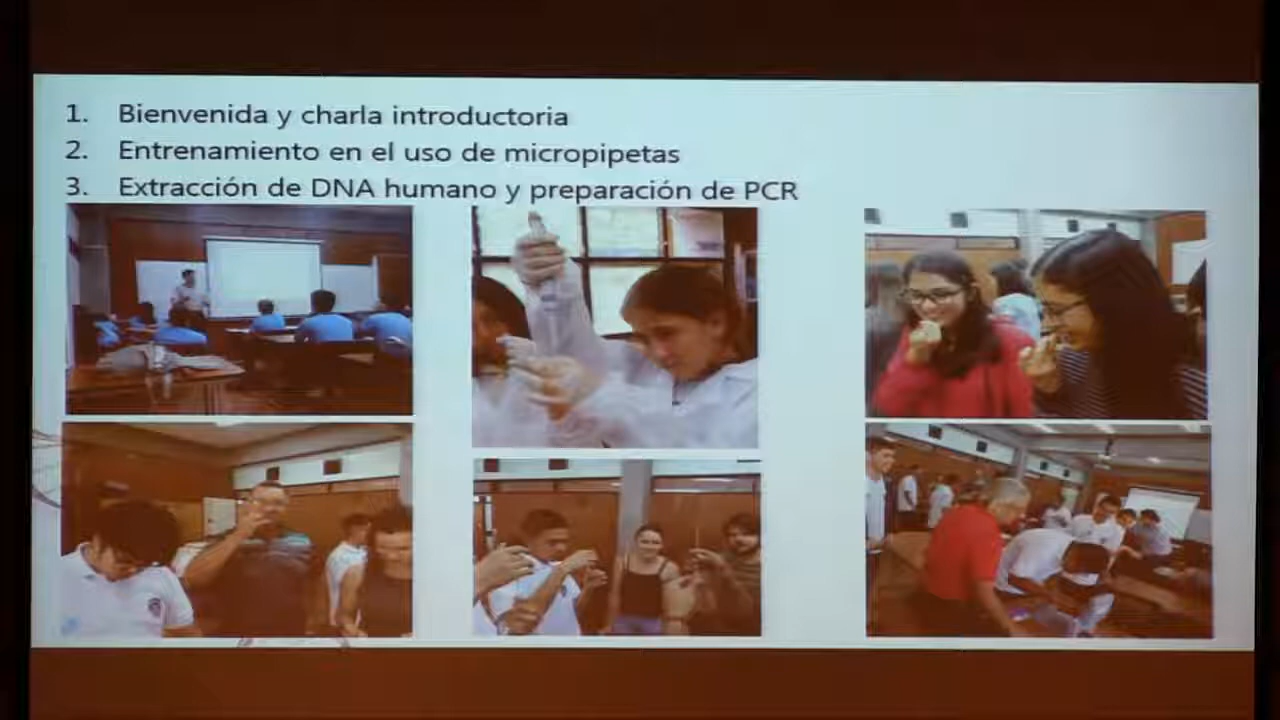 1. Bienvenida y charla introductoria
2. Entrenamiento en el uso de micropipetas
3. Extracción de DNA humano y preparación de PCR